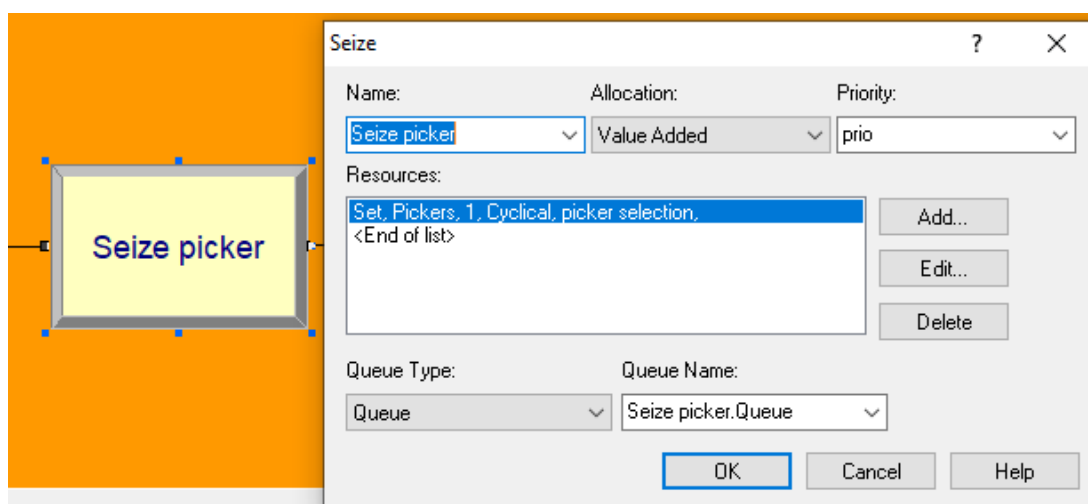 Seize ?
Name: Allocation: Priority:
Seize picker Value Added prio
Resources:
Set, Pickers, 1, Cyclical, picker selection,
<End of list>
Add...
Edit...
Delete
Seize picker
Queue Type: Queue Name:
Queue Seize picker.Queue
OK Cancel Help